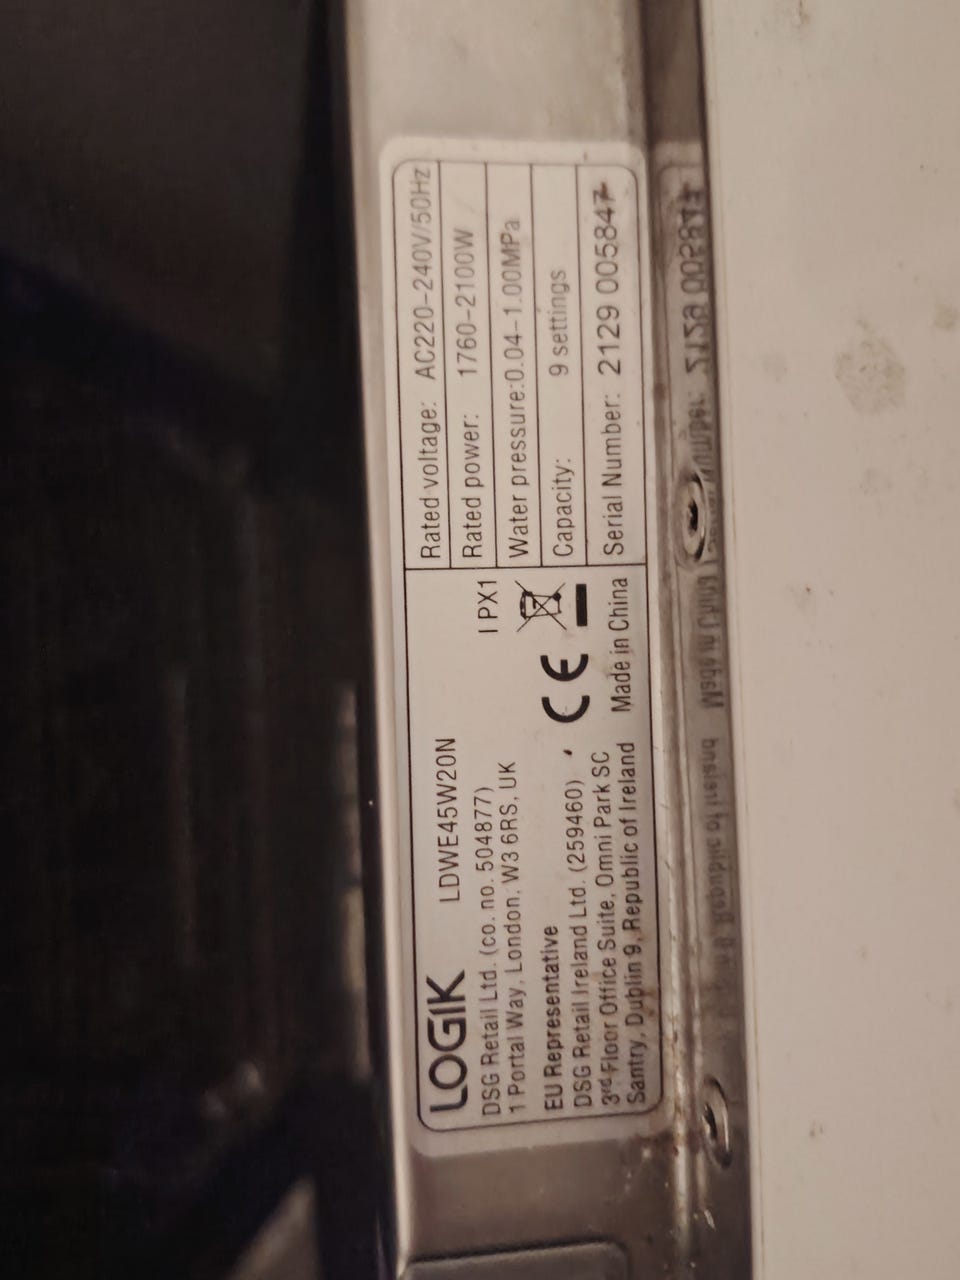 LOGIK LDWE45W20N
DSG Retail Ltd. (co. no. 504877)
1 Portal Way, London, W3 6RS, UK
IPX1
EU Representative
DSG Retail Ireland Ltd. (259460)
3rd Floor Office Suite, Omni Park SC
Santry, Dublin 9, Republic of Ireland
CE
Made in China
Rated voltage: AC220-240V/50Hz
Rated power: 1760-2100W
Water pressure:0.04-1.00MPa
Capacity: 9 settings
Serial Number: 2129 005847